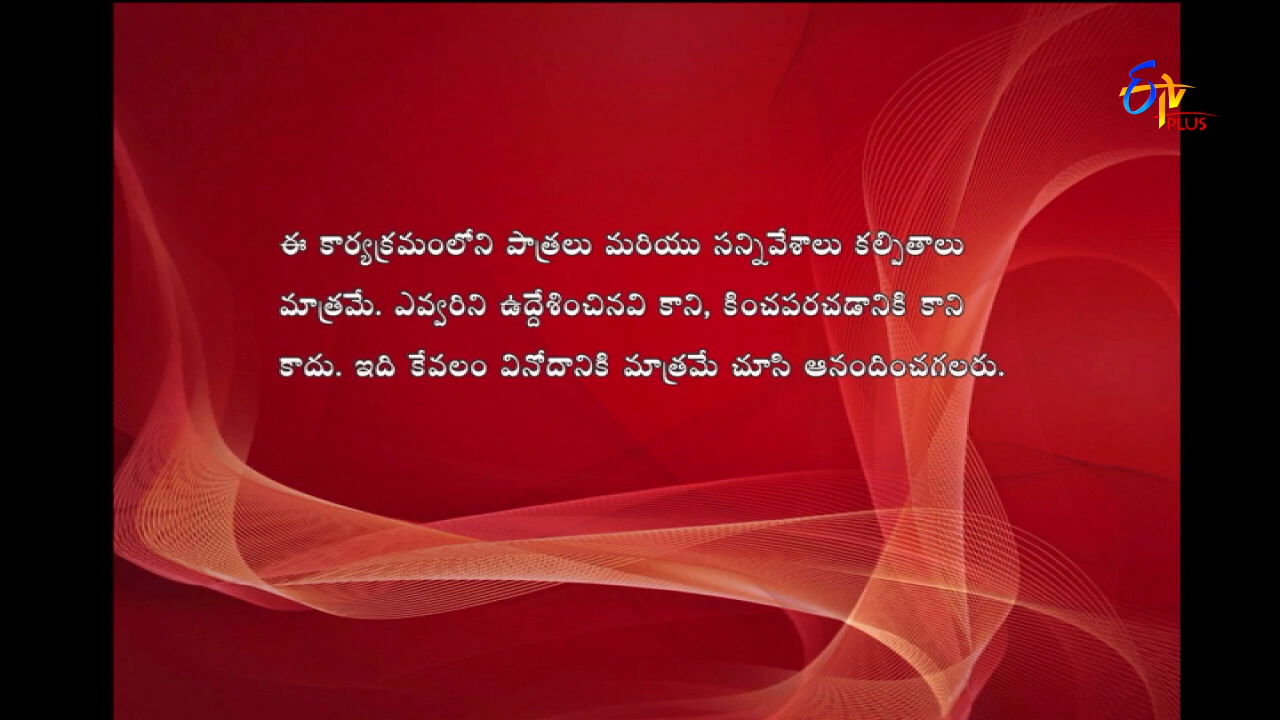 ETV
PLUS
ఈ కార్యక్రమంలోని పాత్రలు మరియు సన్నివేశాలు కల్పితాలు
మాత్రమే. ఎవ్వరిని ఉద్దేశించినవి కాని, కించపరచడానికి కాని
కాదు. ఇది కేవలం వినోదానికి మాత్రమే చూసి ఆనందించగలరు.